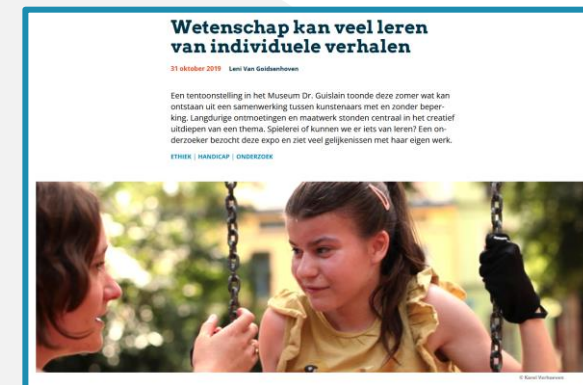 Wetenschap kan veel leren
van individuele verhalen
31 oktober 2019 Leni Van Goidsenhoven
Een tentoonstelling in het Museum Dr. Guislain toonde deze zomer wat kan
ontstaan uit een samenwerking tussen kunstenaars met en zonder beper-
king. Langdurige ontmoetingen en maatwerk stonden centraal in het creatief
uitdiepen van een thema. Spielerei of kunnen we er iets van leren? Een on-
derzoeker bezocht deze expo en ziet veel gelijkenissen met haar eigen werk.
ETHIEK | HANDICAP | ONDERZOEK